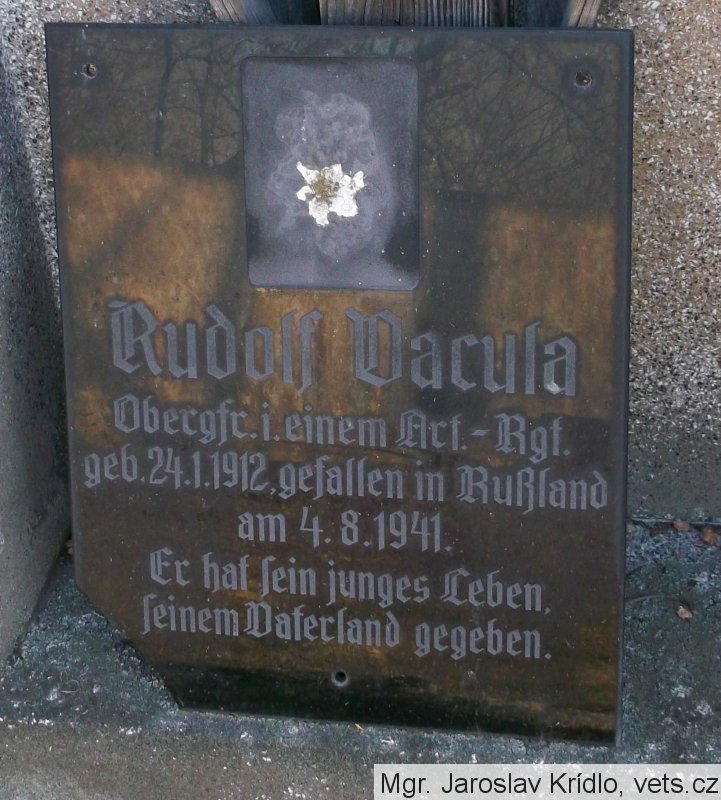 Rudolf Vacula
Obergfr. i. einem Art.-Rgt.
geb. 24.1.1912, gefallen in Rußland
am 4.8.1941.
Er hat sein junges Leben,
seinem Vaterland gegeben.
Mgr. Jaroslav Krídlo, vets.cz